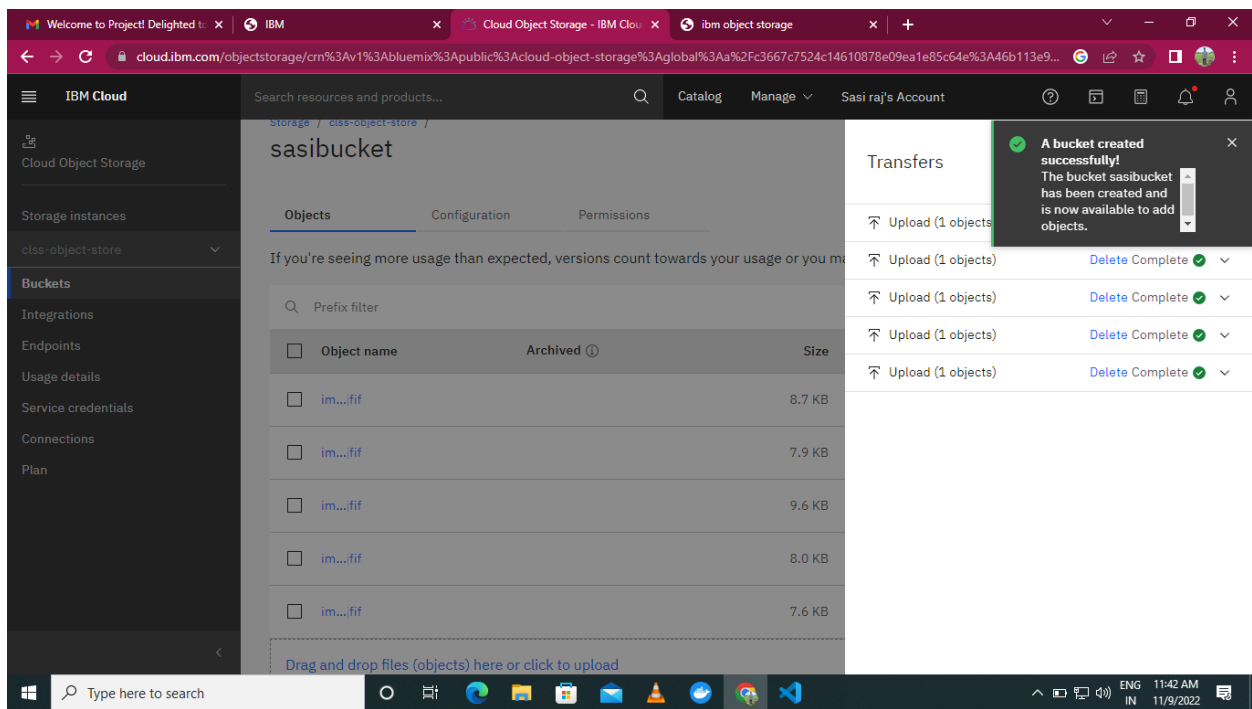 Welcome to Project! Delighted to
IBM
Cloud Object Storage - IBM Clou
ibm object storage
cloud.ibm.com/objectstorage/crn%3Av1%3Abluemix%3Apublic%3Acloud-object-storage%3Aglobal%3Aa%2Fc3667c7524c14610878e09ea1e85c64e%3A46b113e9...
IBM Cloud
Search resources and products...
Catalog
Manage
Sasi raj's Account
Cloud Object Storage
Storage instances
clss-object-store
Buckets
Integrations
Endpoints
Usage details
Service credentials
Connections
Plan
Storage / clss-object-store /
sasibucket
Objects Configuration Permissions
If you're seeing more usage than expected, versions count towards your usage or you ma
Prefix filter
Object name Archived Size
im...fif 8.7 KB
im...fif 7.9 KB
im...fif 9.6 KB
im...fif 8.0 KB
im...fif 7.6 KB
Drag and drop files (objects) here or click to upload
Transfers
Upload (1 objects
Upload (1 objects) Delete Complete
Upload (1 objects) Delete Complete
Upload (1 objects) Delete Complete
Upload (1 objects) Delete Complete
A bucket created
successfully!
The bucket sasibucket
has been created and
is now available to add
objects.
Type here to search
ENG
IN
11:42 AM
11/9/2022